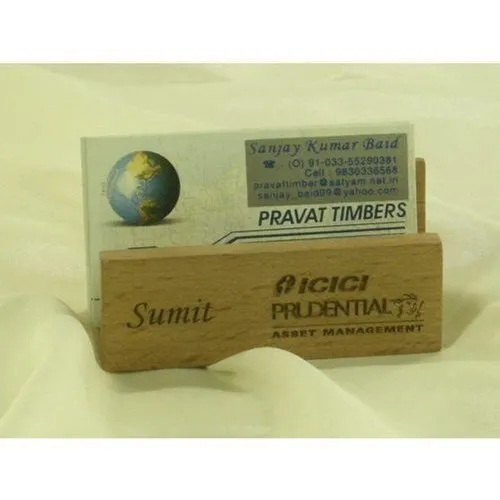 Sanjay Kumar Baid
☎ . (O) 91-033-55290381
Cell : 9830336568
pravattimber@satyam.net.in
sanjay_baid99@yahoo.com
PRAVAT TIMBERS
Sumit
ICICI
PRUDENTIAL
ASSET MANAGEMENT